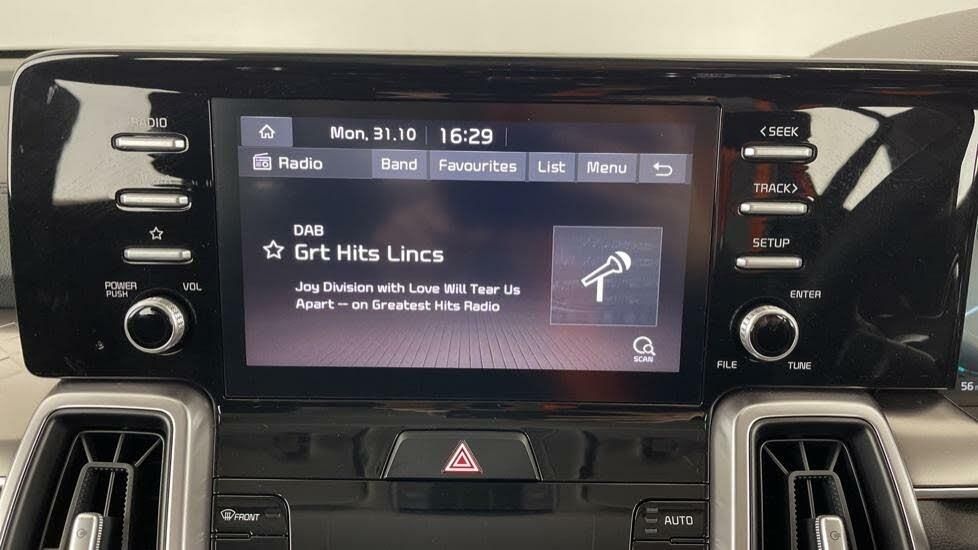 RADIO
Mon, 31.10 16:29
Radio Band Favourites List Menu
DAB
Grt Hits Lincs
Joy Division with Love Will Tear Us
Apart -- on Greatest Hits Radio
SCAN
POWER
PUSH
VOL
< SEEK
TRACK >
SETUP
ENTER
FILE
TUNE
56
FRONT
AUTO